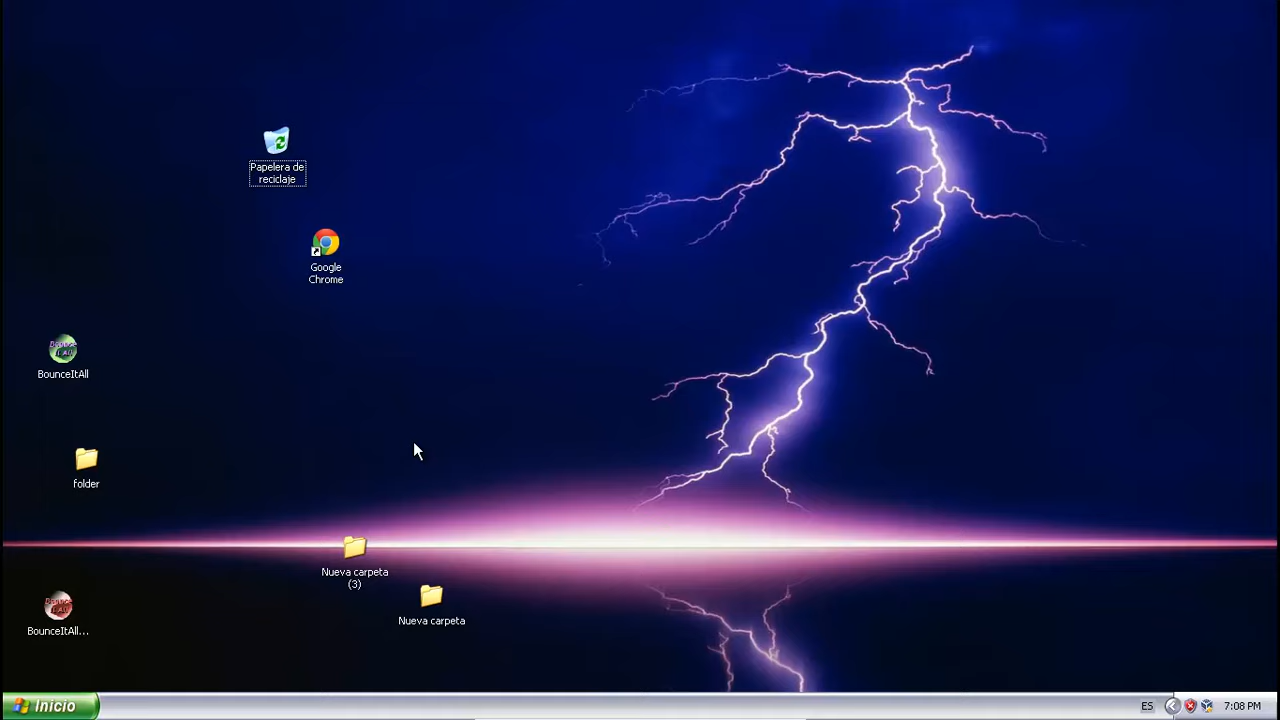 Papelera de
reciclaje
Google
Chrome
BounceItAll
folder
Nueva carpeta
(3)
Nueva carpeta
BounceItAll...
Inicio
ES
7:08 PM